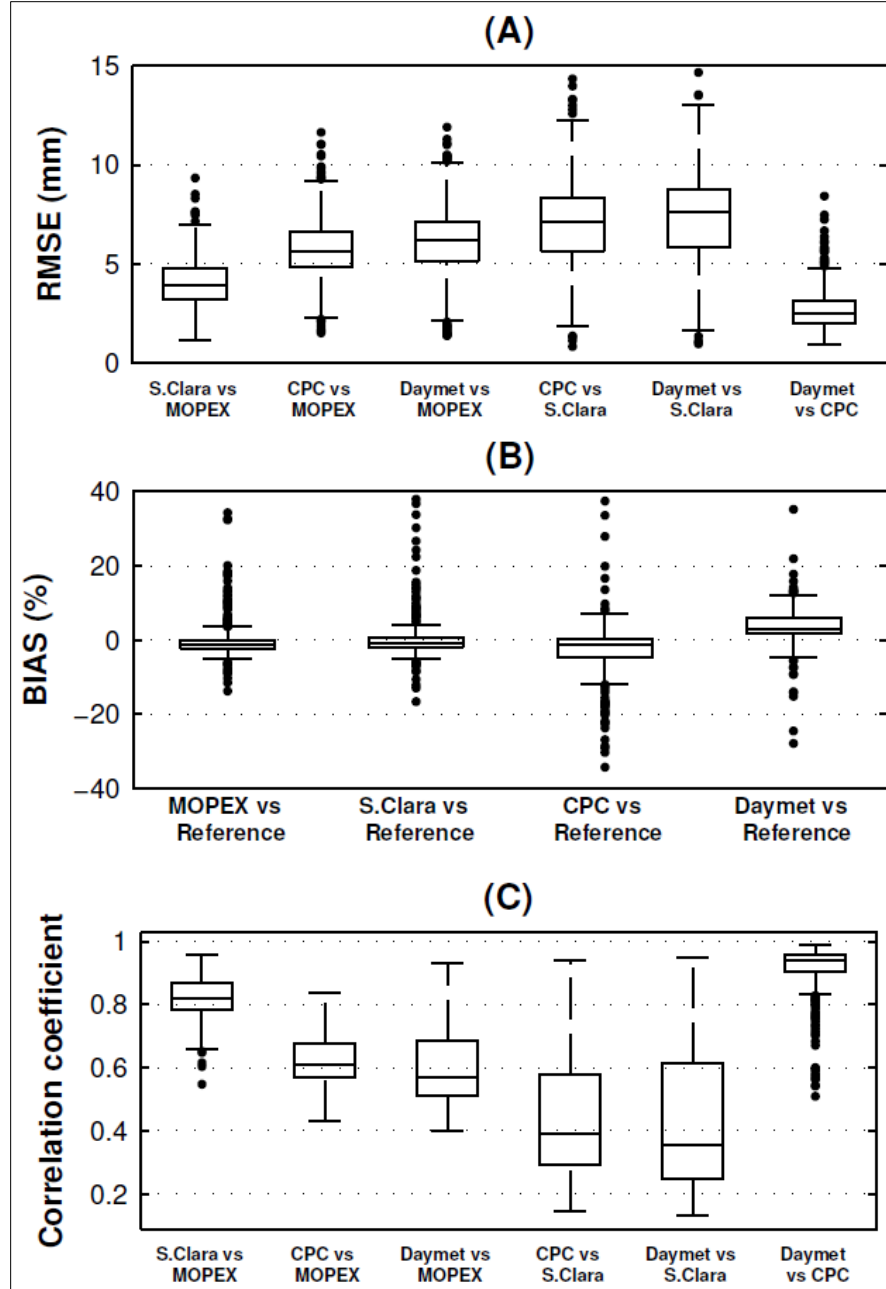 (A)
RMSE (mm)
15
10
5
0
S.Clara vs
MOPEX
CPC vs
MOPEX
Daymet vs
MOPEX
CPC vs
S.Clara
Daymet vs
S.Clara
Daymet
vs CPC
(B)
BIAS (%)
40
20
0
−20
−40
MOPEX vs
Reference
S.Clara vs
Reference
CPC vs
Reference
Daymet vs
Reference
(C)
Correlation coefficient
1
0.8
0.6
0.4
0.2
S.Clara vs
MOPEX
CPC vs
MOPEX
Daymet vs
MOPEX
CPC vs
S.Clara
Daymet vs
S.Clara
Daymet
vs CPC